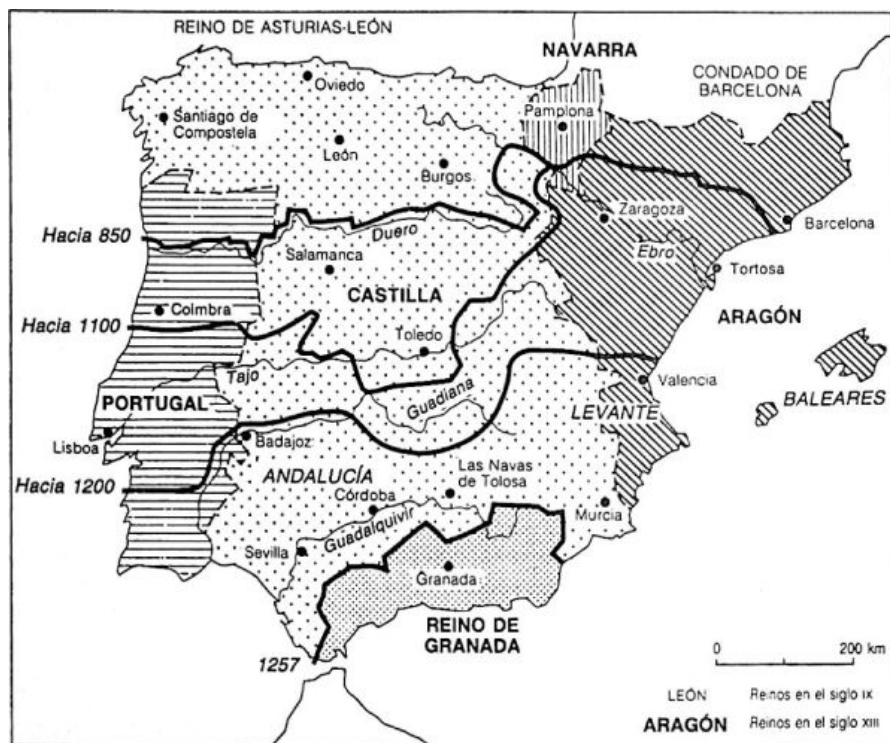 REINO DE ASTURIAS-LEÓN
NAVARRA
CONDADO DE
BARCELONA
Oviedo
Pamplona
Santiago de
Compostela
León
Burgos
Zaragoza
Barcelona
Hacia 850
Duero
Ebro
Salamanca
Tortosa
CASTILLA
Coimbra
ARAGÓN
Hacia 1100
Toledo
Tajo
Valencia
Guadiana
BALEARES
PORTUGAL
LEVANTE
Lisboa
Badajoz
ANDALUCÍA
Las Navas
de Tolosa
Hacia 1200
Córdoba
Murcia
Guadalquivir
Sevilla
Granada
REINO DE
GRANADA
1257
0 200 km
LEÓN Reinos en el siglo IX
ARAGÓN Reinos en el siglo XIII